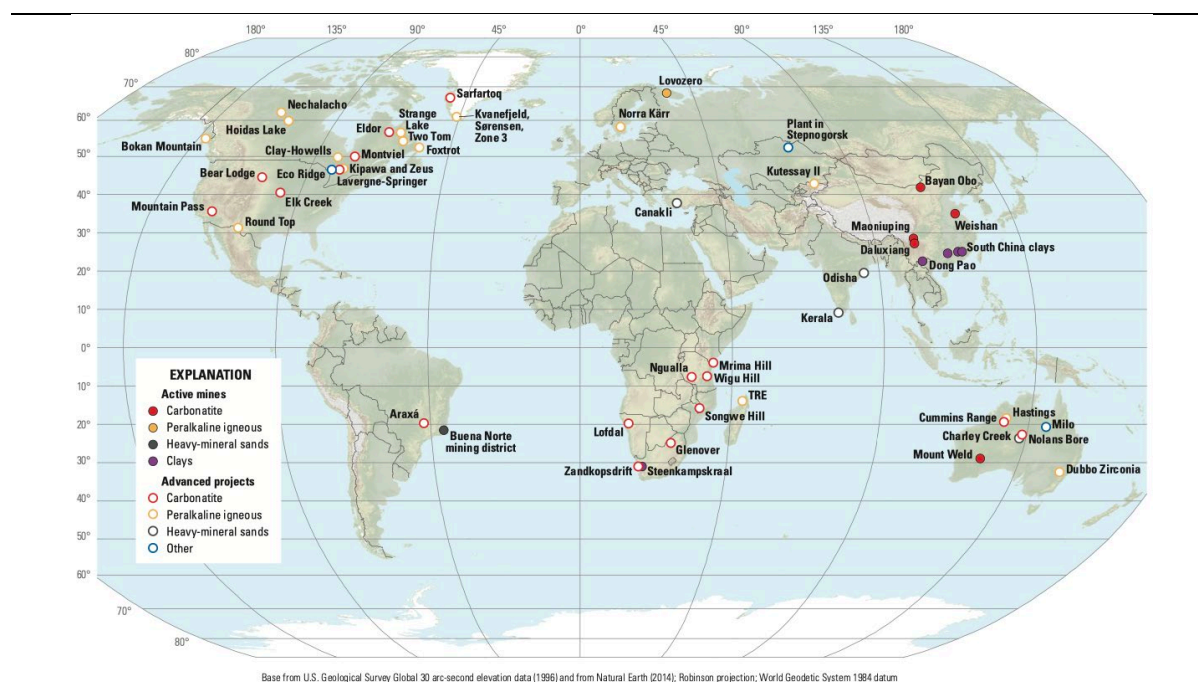 180° 135° 90° 45° 0° 45° 90° 135° 180°
80°
70°
60°
50°
40°
30°
20°
10°
0°
10°
20°
30°
40°
50°
60°
70°
80°
Sarfartoq
Lovozero
Nechalacho
Strange
Lake
Kvanefjeld,
Sørensen,
Zone 3
Norra Kärr
Plant in
Stepnogorsk
Hoidas Lake
Eldor
Two Tom
Bokan Mountain
Clay-Howells
Montviel
Foxtrot
Kutessay II
Bear Lodge
Eco Ridge
Kipawa and Zeus
Lavergne-Springer
Bayan Obo
Elk Creek
Mountain Pass
Canakli
Weishan
Round Top
Maoniuping
Daluxiang
South China clays
Dong Pao
Odisha
Kerala
Ngualla
Mrima Hill
Wigu Hill
TRE
Araxá
Songwe Hill
Lofdal
Buena Norte
mining district
Glenover
Zandkopsdrift
Steenkampskraal
Cummins Range
Hastings
Milo
Charley Creek
Nolans Bore
Mount Weld
Dubbo Zirconia
EXPLANATION
Active mines
Carbonatite
Peralkaline igneous
Heavy-mineral sands
Clays
Advanced projects
Carbonatite
Peralkaline igneous
Heavy-mineral sands
Other
Base from U.S. Geological Survey Global 30 arc-second elevation data (1996) and from Natural Earth (2014); Robinson projection; World Geodetic System 1984 datum